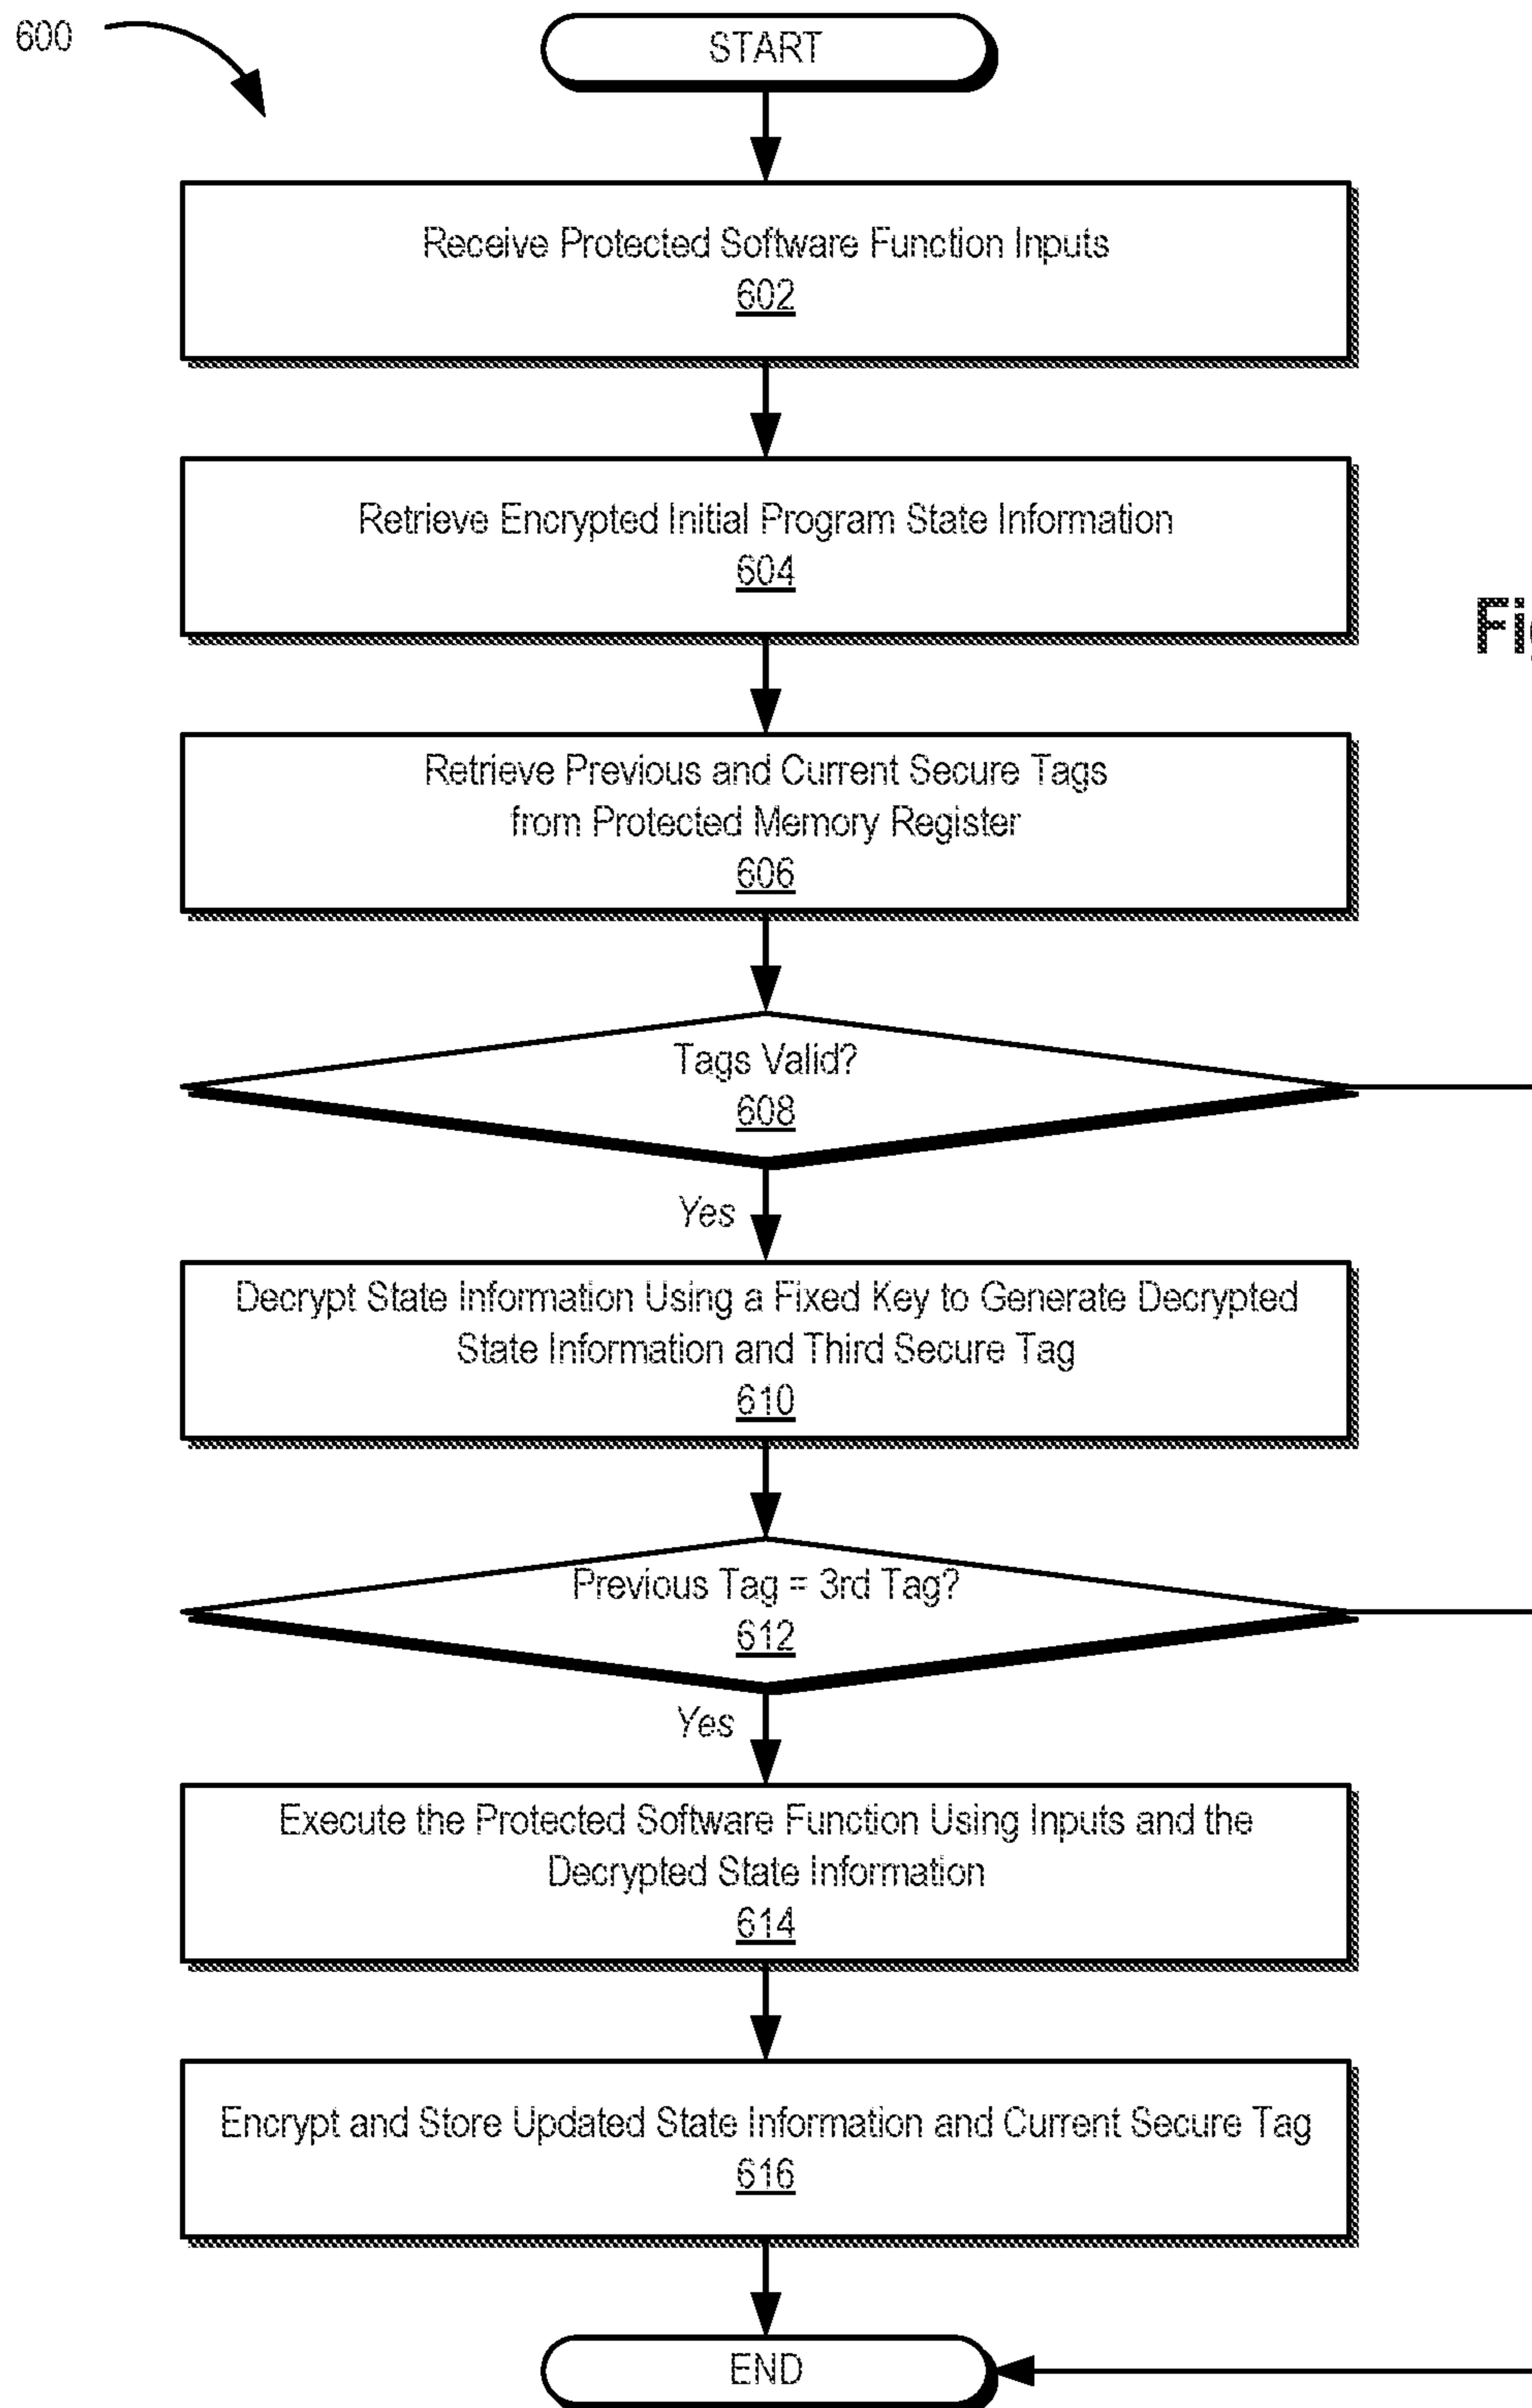 600
START
Receive Protected Software Function Inputs
602
Retrieve Encrypted Initial Program State Information
604
Retrieve Previous and Current Secure Tags
from Protected Memory Register
606
Tags Valid?
608
Yes
Decrypt State Information Using a Fixed Key to Generate Decrypted
State Information and Third Secure Tag
610
Previous Tag = 3rd Tag?
612
Yes
Execute the Protected Software Function Using Inputs and the
Decrypted State Information
614
Encrypt and Store Updated State Information and Current Secure Tag
616
END